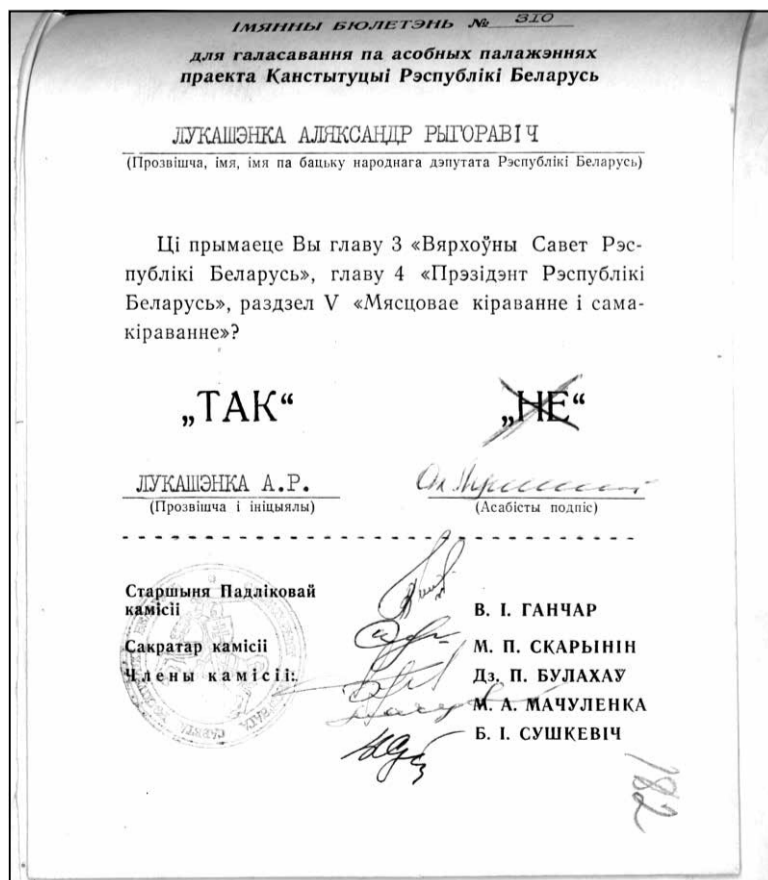 ІМЯННЫ БЮЛЕТЭНЬ № 310
для галасавання па асобных палажэннях
праекта Канстытуцыі Рэспублікі Беларусь
ЛУКАШЭНКА АЛЯКСАНДР РЫГОРАВІЧ
(Прозвішча, імя, імя па бацьку народнага дэпутата Рэспублікі Беларусь)
Ці прымаеце Вы главу 3 «Вярхоўны Савет Рэс-
публікі Беларусь», главу 4 «Прэзідэнт Рэспублікі
Беларусь», раздзел V «Мясцовае кіраванне і сама-
кіраванне»?
„ТАК“ „НЕ“
ЛУКАШЭНКА А.Р.
(Прозвішча і ініцыялы) (Асабісты подпіс)
Старшыня Падліковай
камісіі В. І. ГАНЧАР
Сакратар камісіі М. П. СКАРЫНІН
Члены камісіі: Дз. П. БУЛАХАЎ
М. А. МАЧУЛЕНКА
Б. І. СУШКЕВІЧ
182